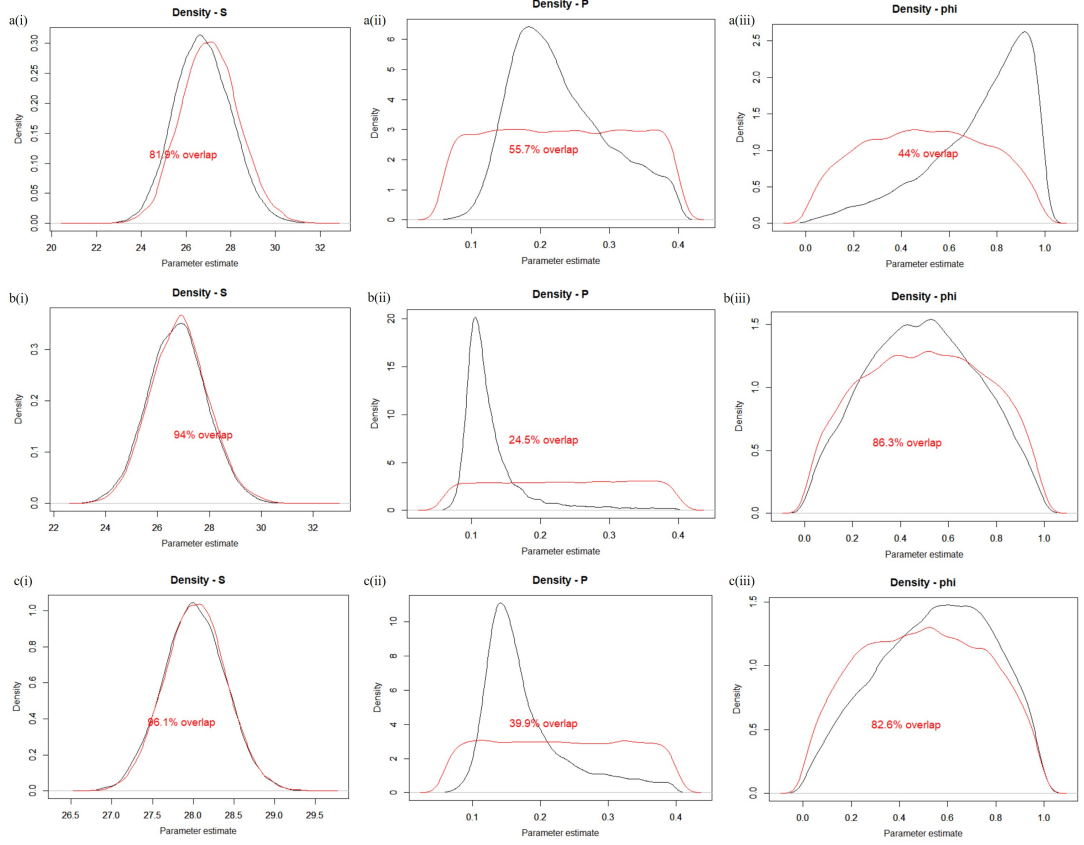 a(i)
Density - S
Density
0.00
0.05
0.10
0.15
0.20
0.25
0.30
81.9% overlap
20
22
24
26
28
30
32
Parameter estimate
a(ii)
Density - P
Density
0
1
2
3
4
5
6
55.7% overlap
0.1
0.2
0.3
0.4
Parameter estimate
a(iii)
Density - phi
Density
0.0
0.5
1.0
1.5
2.0
2.5
44% overlap
0.0
0.2
0.4
0.6
0.8
1.0
Parameter estimate
b(i)
Density - S
Density
0.0
0.1
0.2
0.3
94% overlap
22
24
26
28
30
32
Parameter estimate
b(ii)
Density - P
Density
0
5
10
15
20
24.5% overlap
0.1
0.2
0.3
0.4
Parameter estimate
b(iii)
Density - phi
Density
0.0
0.5
1.0
1.5
86.3% overlap
0.0
0.2
0.4
0.6
0.8
1.0
Parameter estimate
c(i)
Density - S
Density
0.0
0.2
0.4
0.6
0.8
1.0
96.1% overlap
26.5
27.0
27.5
28.0
28.5
29.0
29.5
Parameter estimate
c(ii)
Density - P
Density
0
2
4
6
8
10
39.9% overlap
0.1
0.2
0.3
0.4
Parameter estimate
c(iii)
Density - phi
Density
0.0
0.5
1.0
1.5
82.6% overlap
0.0
0.2
0.4
0.6
0.8
1.0
Parameter estimate